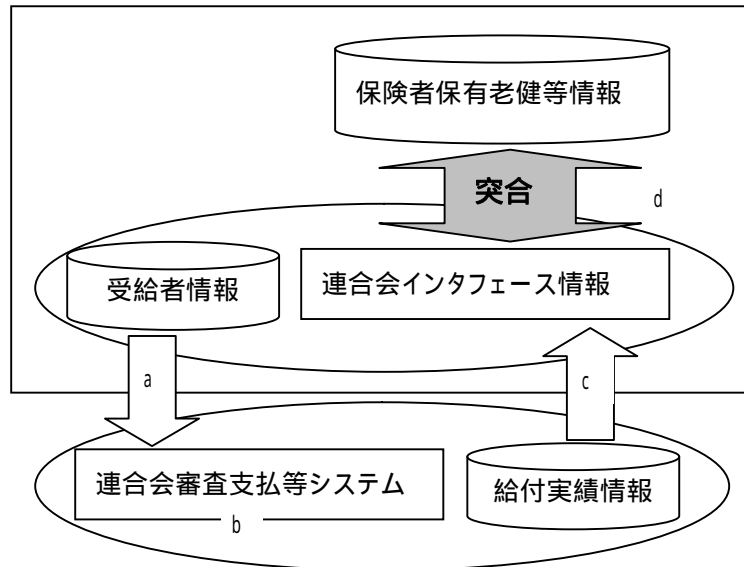 保険者保有老健等情報
突合
d
受給者情報
連合会インタフェース情報
a
c
連合会審査支払等システム
給付実績情報
b